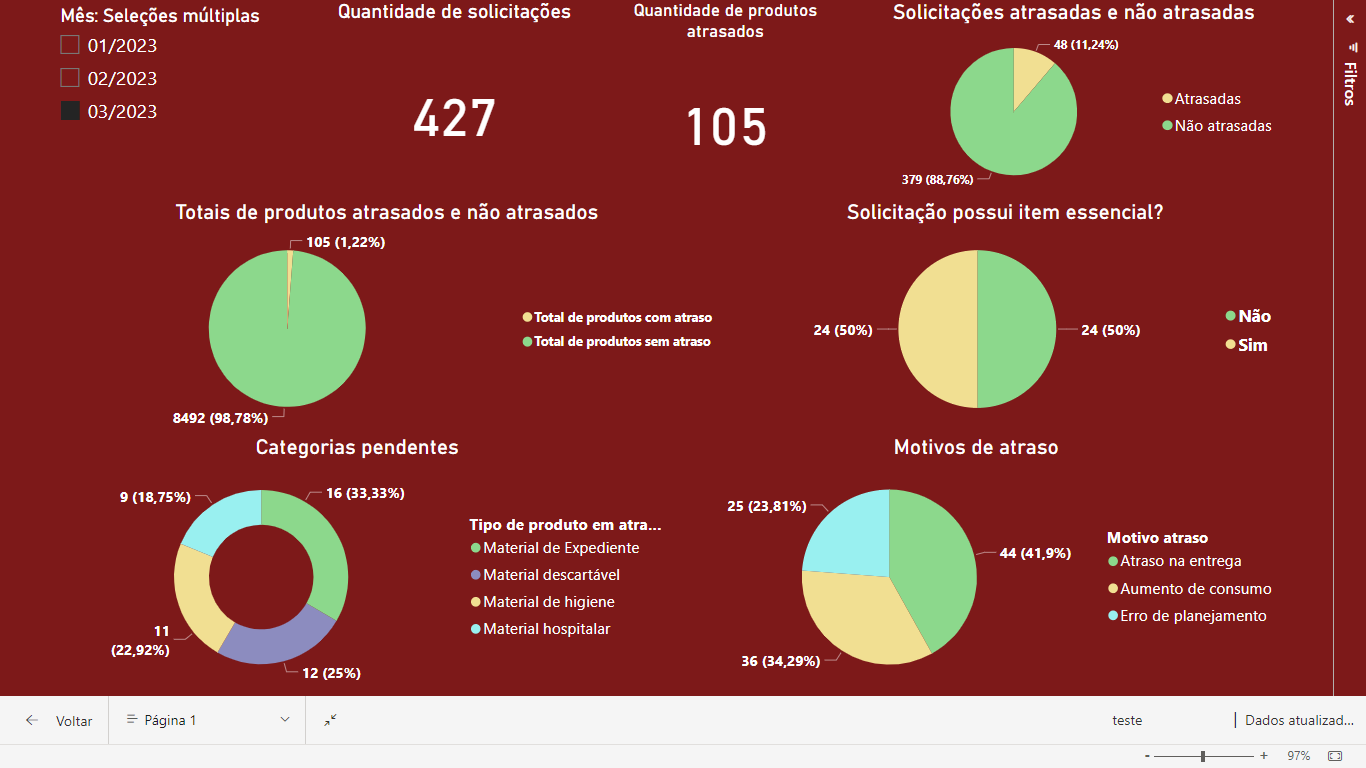 Mês: Seleções múltiplas
01/2023
02/2023
03/2023
Quantidade de solicitações
427
Quantidade de produtos
atrasados
105
Solicitações atrasadas e não atrasadas
48 (11,24%)
379 (88,76%)
Atrasadas
Não atrasadas
Filtros
Totais de produtos atrasados e não atrasados
105 (1,22%)
8492 (98,78%)
Total de produtos com atraso
Total de produtos sem atraso
Solicitação possui item essencial?
24 (50%)
24 (50%)
Não
Sim
Categorias pendentes
9 (18,75%)
16 (33,33%)
11
(22,92%)
12 (25%)
Tipo de produto em atra...
Material de Expediente
Material descartável
Material de higiene
Material hospitalar
Motivos de atraso
25 (23,81%)
44 (41,9%)
36 (34,29%)
Motivo atraso
Atraso na entrega
Aumento de consumo
Erro de planejamento
Voltar
Página 1
teste
Dados atualizad...
- + 97%